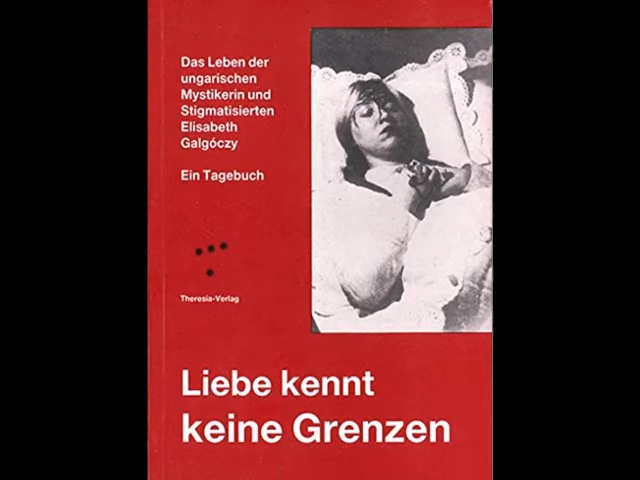 Das Leben der
ungarischen
Mystikerin und
Stigmatisierten
Elisabeth
Galgóczy
Ein Tagebuch
Theresia-Verlag
Liebe kennt
keine Grenzen